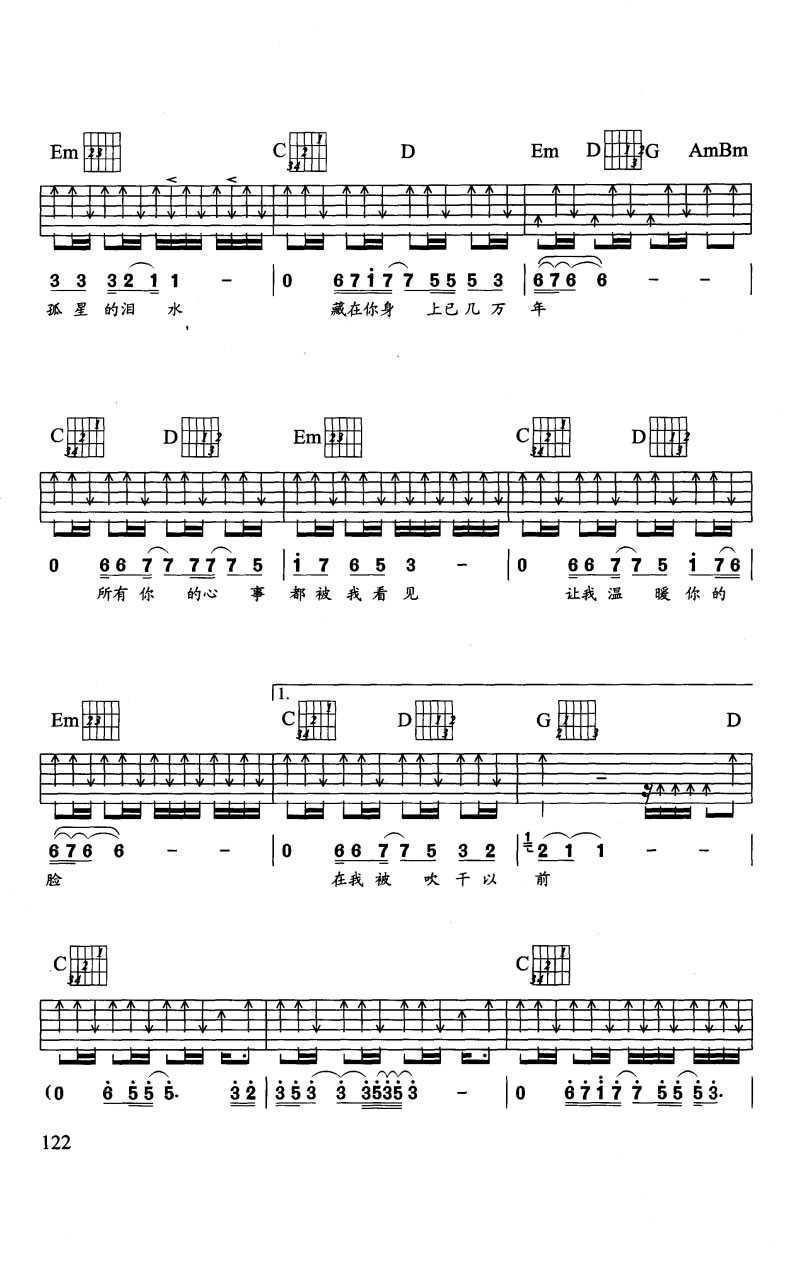 Em C D Em D G AmBm
3 3 3 2 1 1 – 0 6 7 1 7 7 5 5 5 3 6 7 6 6 – –
孤 星 的泪 水 藏在你身 上已几万 年
C D Em C D
0 6 6 7 7 7 7 7 5 1 7 6 5 3 – 0 6 6 7 7 5 1 7 6
所有你 的心 事 都被我看见 让我温 暖你的
1.
Em C D G D
6 7 6 6 – – 0 6 6 7 7 5 3 2 1 2 1 1 – –
脸 在我被 吹干以 前
C C
(0 6 5 5 5. 3 2 3 5 3 3 3 5 3 5 3 – 0 6 7 1 7 7 5 5 5 3.
122